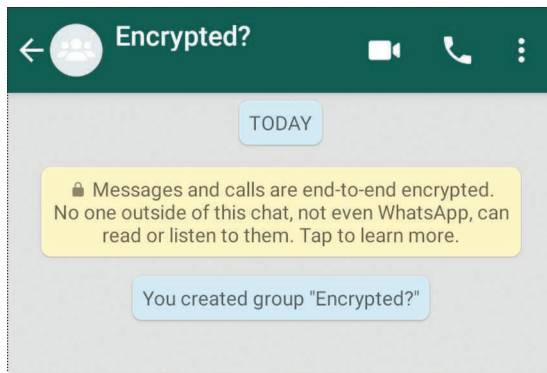 Encrypted?
TODAY
Messages and calls are end-to-end encrypted.
No one outside of this chat, not even WhatsApp, can
read or listen to them. Tap to learn more.
You created group "Encrypted?"